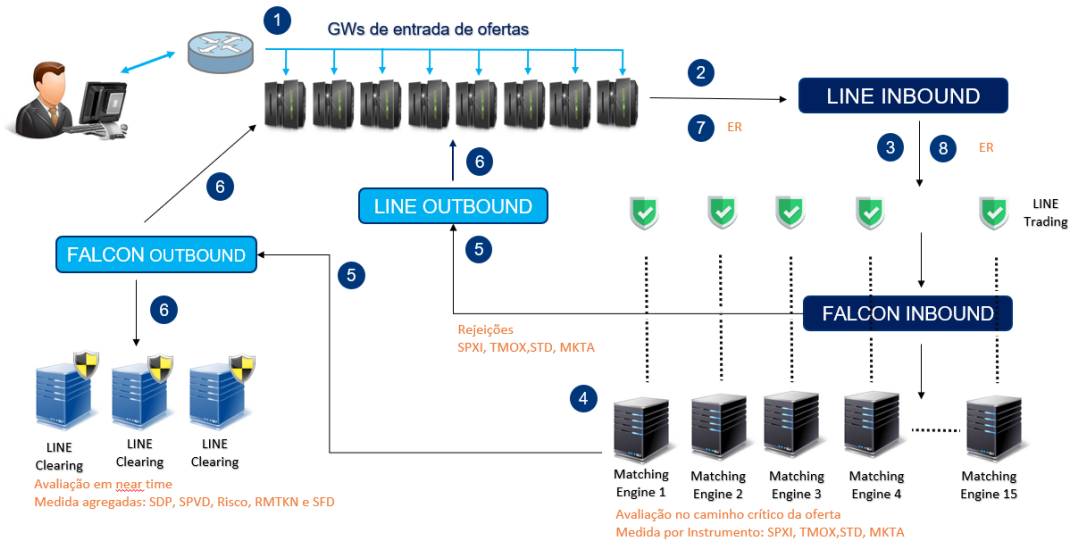 1
GWs de entrada de ofertas
2
LINE INBOUND
7
ER
3
8
ER
6
6
LINE OUTBOUND
LINE
Trading
FALCON OUTBOUND
5
5
6
FALCON INBOUND
Rejeições
SPXI, TMOX,STD, MKTA
4
LINE
Clearing
LINE
Clearing
LINE
Clearing
Avaliação em near time
Medida agregadas: SDP, SPVD, Risco, RMTKN e SFD
Matching
Engine 1
Matching
Engine 2
Matching
Engine 3
Matching
Engine 4
Matching
Engine 15
Avaliação no caminho crítico da oferta
Medida por Instrumento: SPXI, TMOX,STD, MKTA